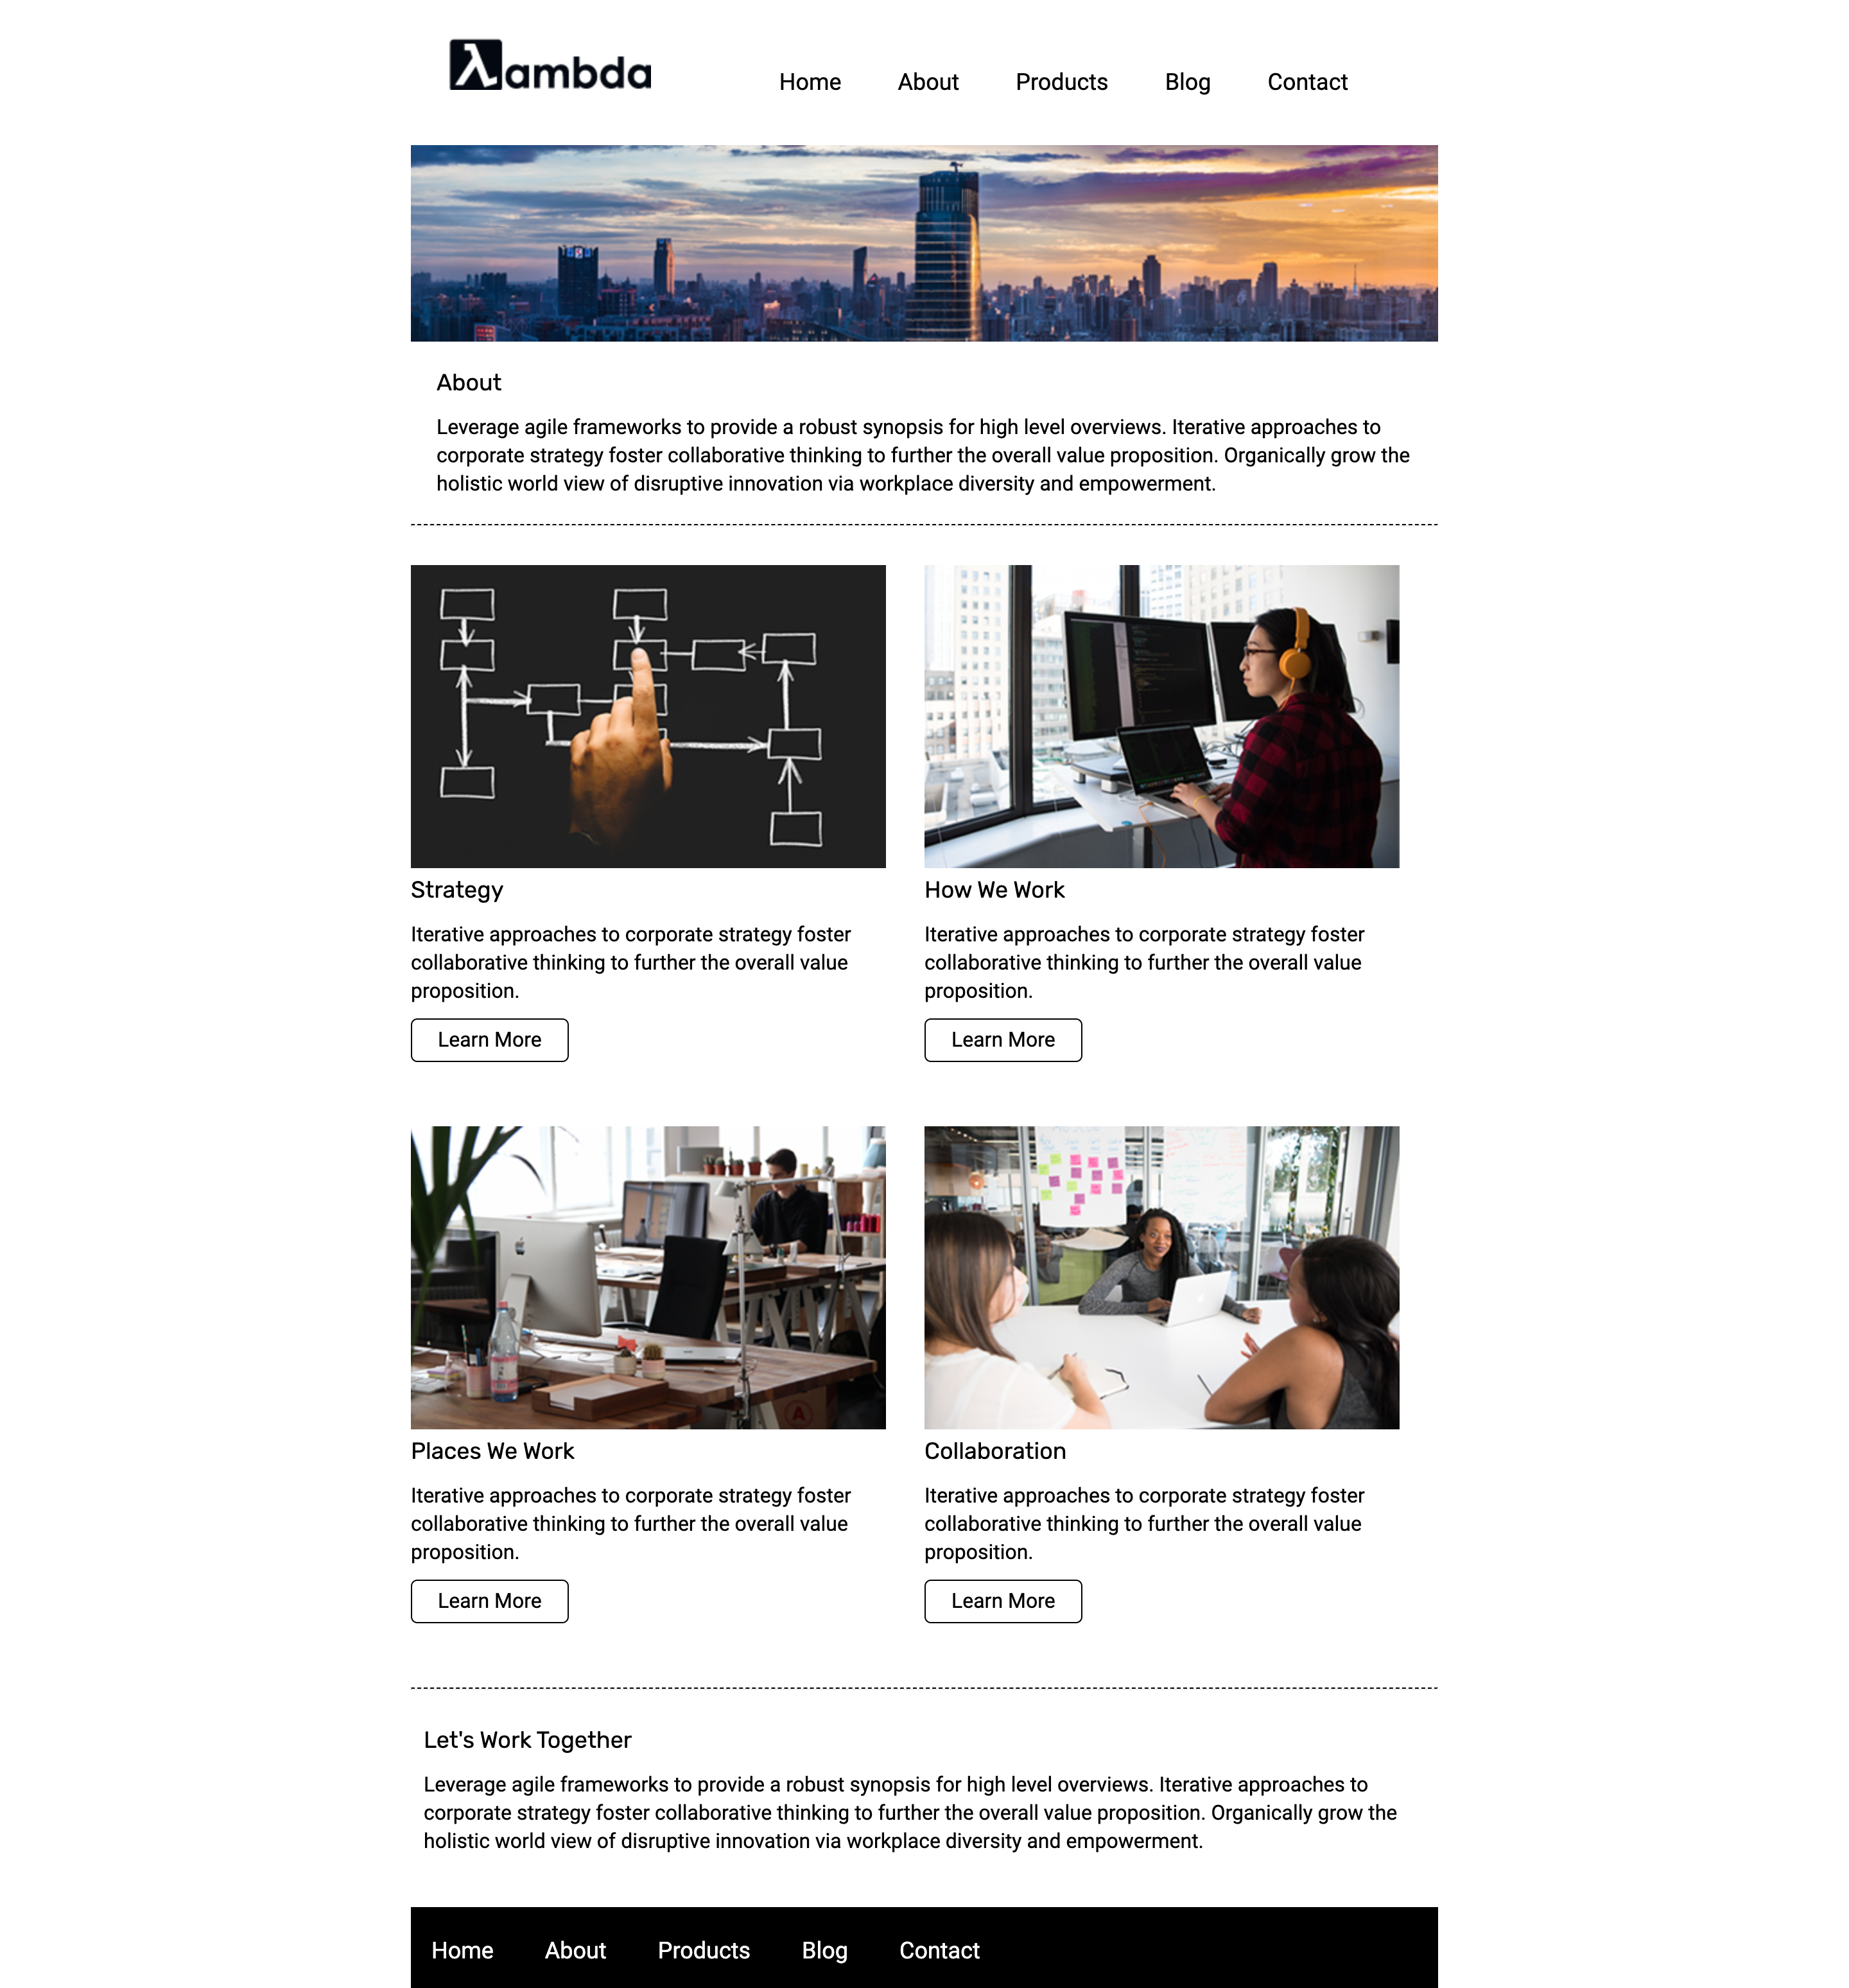 λambda
Home About Products Blog Contact
About
Leverage agile frameworks to provide a robust synopsis for high level overviews. Iterative approaches to
corporate strategy foster collaborative thinking to further the overall value proposition. Organically grow the
holistic world view of disruptive innovation via workplace diversity and empowerment.
Strategy
Iterative approaches to corporate strategy foster
collaborative thinking to further the overall value
proposition.
Learn More
How We Work
Iterative approaches to corporate strategy foster
collaborative thinking to further the overall value
proposition.
Learn More
Places We Work
Iterative approaches to corporate strategy foster
collaborative thinking to further the overall value
proposition.
Learn More
Collaboration
Iterative approaches to corporate strategy foster
collaborative thinking to further the overall value
proposition.
Learn More
Let's Work Together
Leverage agile frameworks to provide a robust synopsis for high level overviews. Iterative approaches to
corporate strategy foster collaborative thinking to further the overall value proposition. Organically grow the
holistic world view of disruptive innovation via workplace diversity and empowerment.
Home About Products Blog Contact